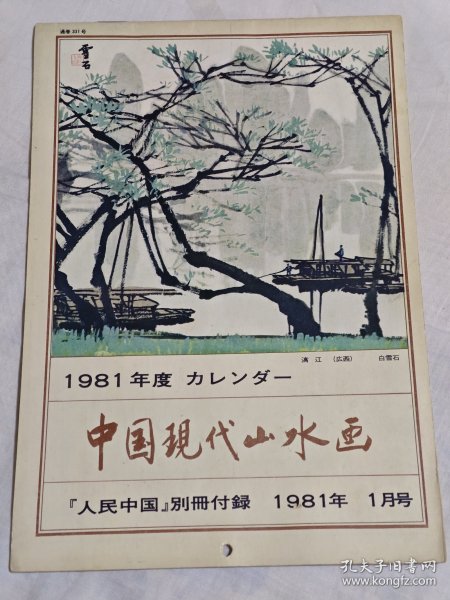 通巻331号
雪石
漓江 (広西) 白雪石
1981年度 カレンダー
中国現代山水画
『人民中国』別冊付録 1981年 1月号
孔夫子旧书网
www.kongfz.com